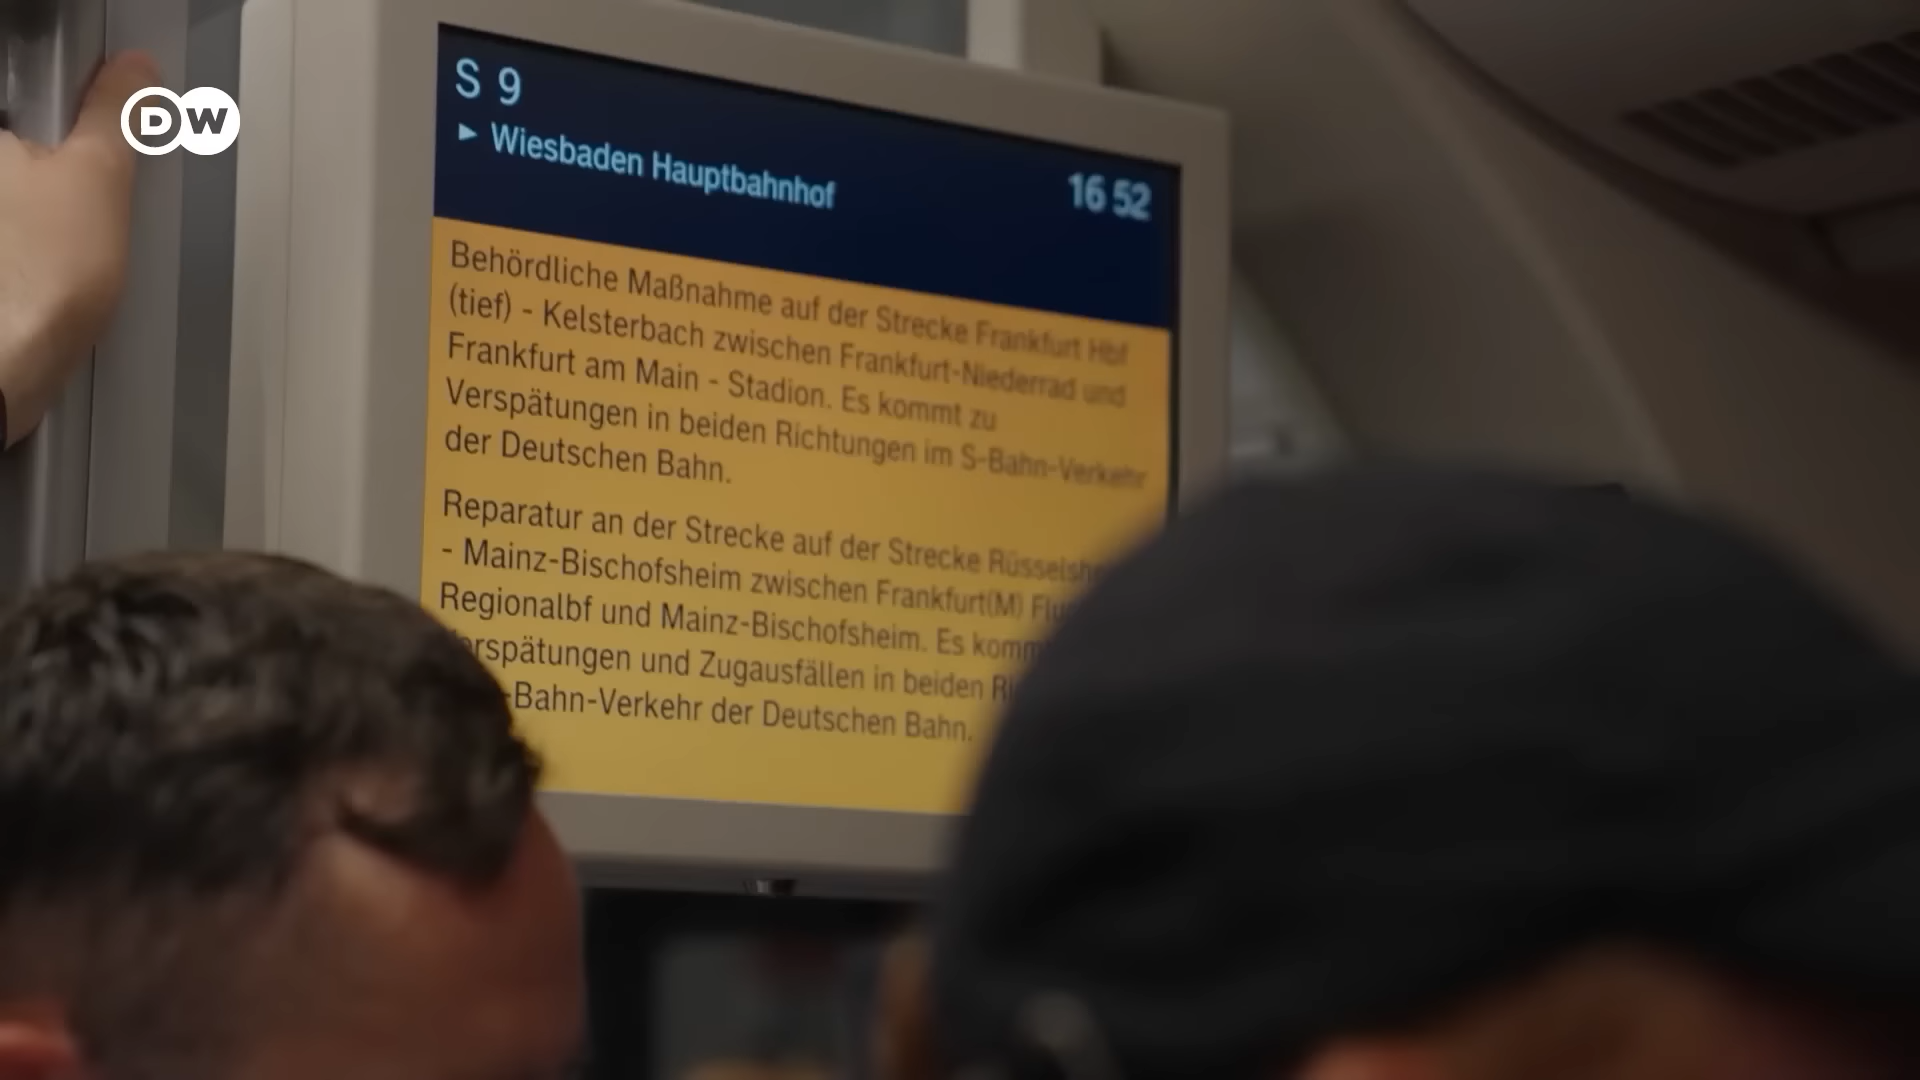 DW
S 9
► Wiesbaden Hauptbahnhof
16 52
Behördliche Maßnahme auf der Strecke Frankfurt Hbf
(tief) - Kelsterbach zwischen Frankfurt-Niederrad und
Frankfurt am Main - Stadion. Es kommt zu
Verspätungen in beiden Richtungen im S-Bahn-Verkehr
der Deutschen Bahn.
Reparatur an der Strecke auf der Strecke
- Mainz-Bischofsheim zwischen Frankfurt(M)
Regionalbf und Mainz-Bischofsheim. Es
und Zugausfällen in beiden
-Bahn-Verkehr der Deutschen Bahn.